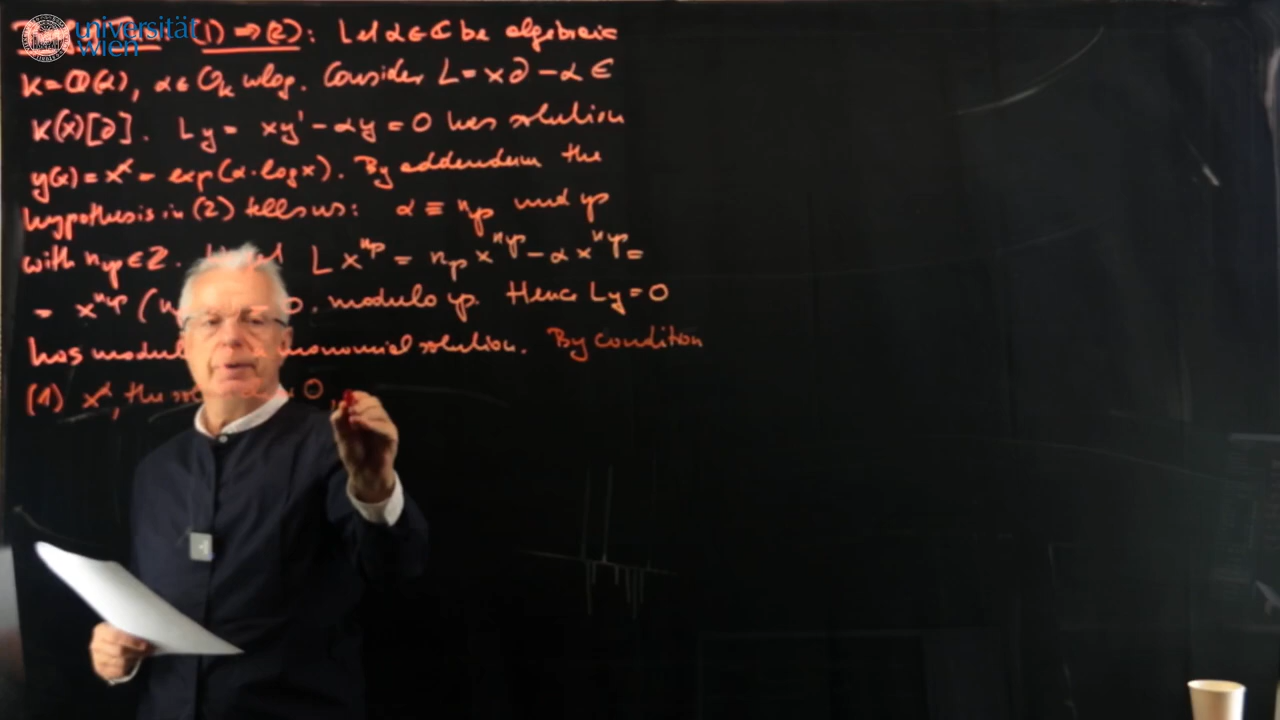 universität
wien
(1) ⇒ (2): Let α ∈ ℂ be algebraic
K = ℚ(α), α ∈ O_K wlog. Consider L = x∂ − α ∈
K(x)[∂]. Ly = xy' − αy = 0 has solution
y(x) = x^α = exp(α·log x). By addendum the
hypothesis in (2) tells us: α ≡ n_p mod p
with n_p ∈ ℤ. L x^{n_p} = n_p x^{n_p} − α x^{n_p} =
= x^{n_p} ( 0. modulo p. Hence Ly = 0
has monomial solution. By condition
(1) x^α, the 0